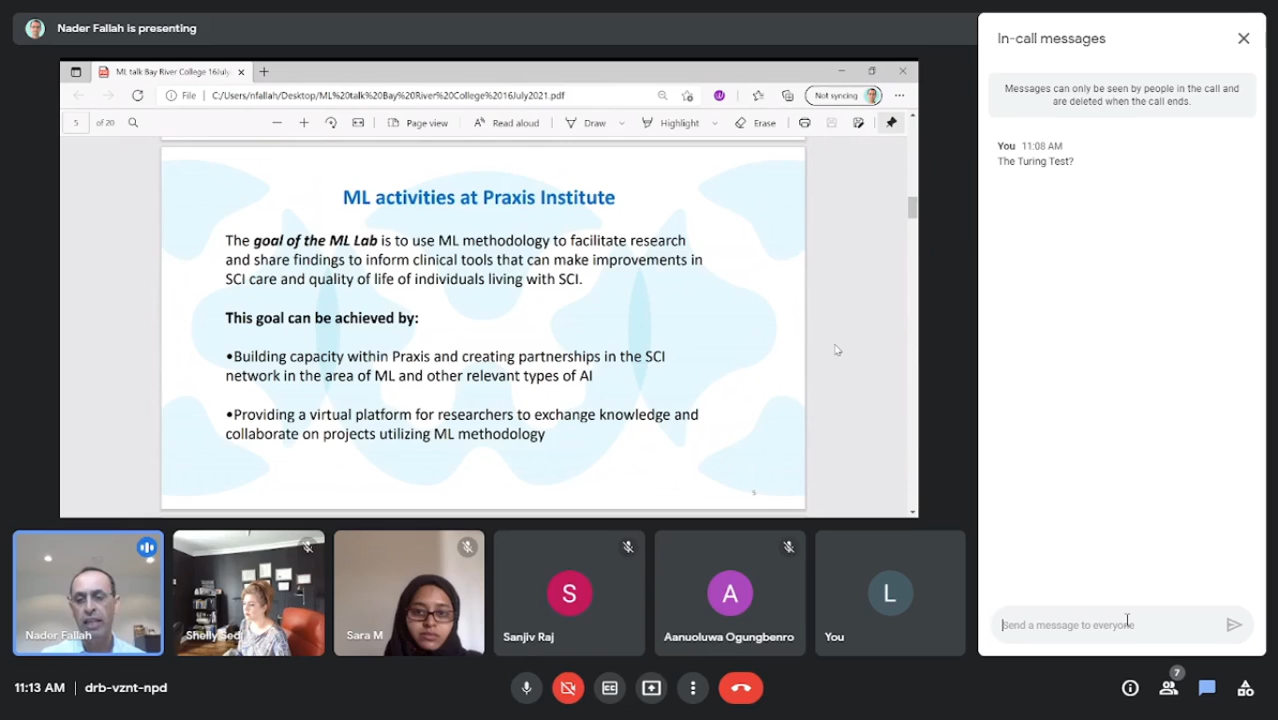 Nader Fallah is presenting
ML talk Bay River College 16July
File
C:/Users/nfallah/Desktop/ML%20talk%20Bay%20River%20College%2016July2021.pdf
Not syncing
5 of 20
Page view
Read aloud
Draw
Highlight
Erase
ML activities at Praxis Institute
The goal of the ML Lab is to use ML methodology to facilitate research
and share findings to inform clinical tools that can make improvements in
SCI care and quality of life of individuals living with SCI.
This goal can be achieved by:
•Building capacity within Praxis and creating partnerships in the SCI
network in the area of ML and other relevant types of AI
•Providing a virtual platform for researchers to exchange knowledge and
collaborate on projects utilizing ML methodology
5
Nader Fallah
Shelly Sedi
Sara M
S
Sanjiv Raj
A
Aanuoluwa Ogungbenro
L
You
In-call messages
Messages can only be seen by people in the call and
are deleted when the call ends.
You 11:08 AM
The Turing Test?
Send a message to everyone
11:13 AM | drb-vznt-npd
CC
7